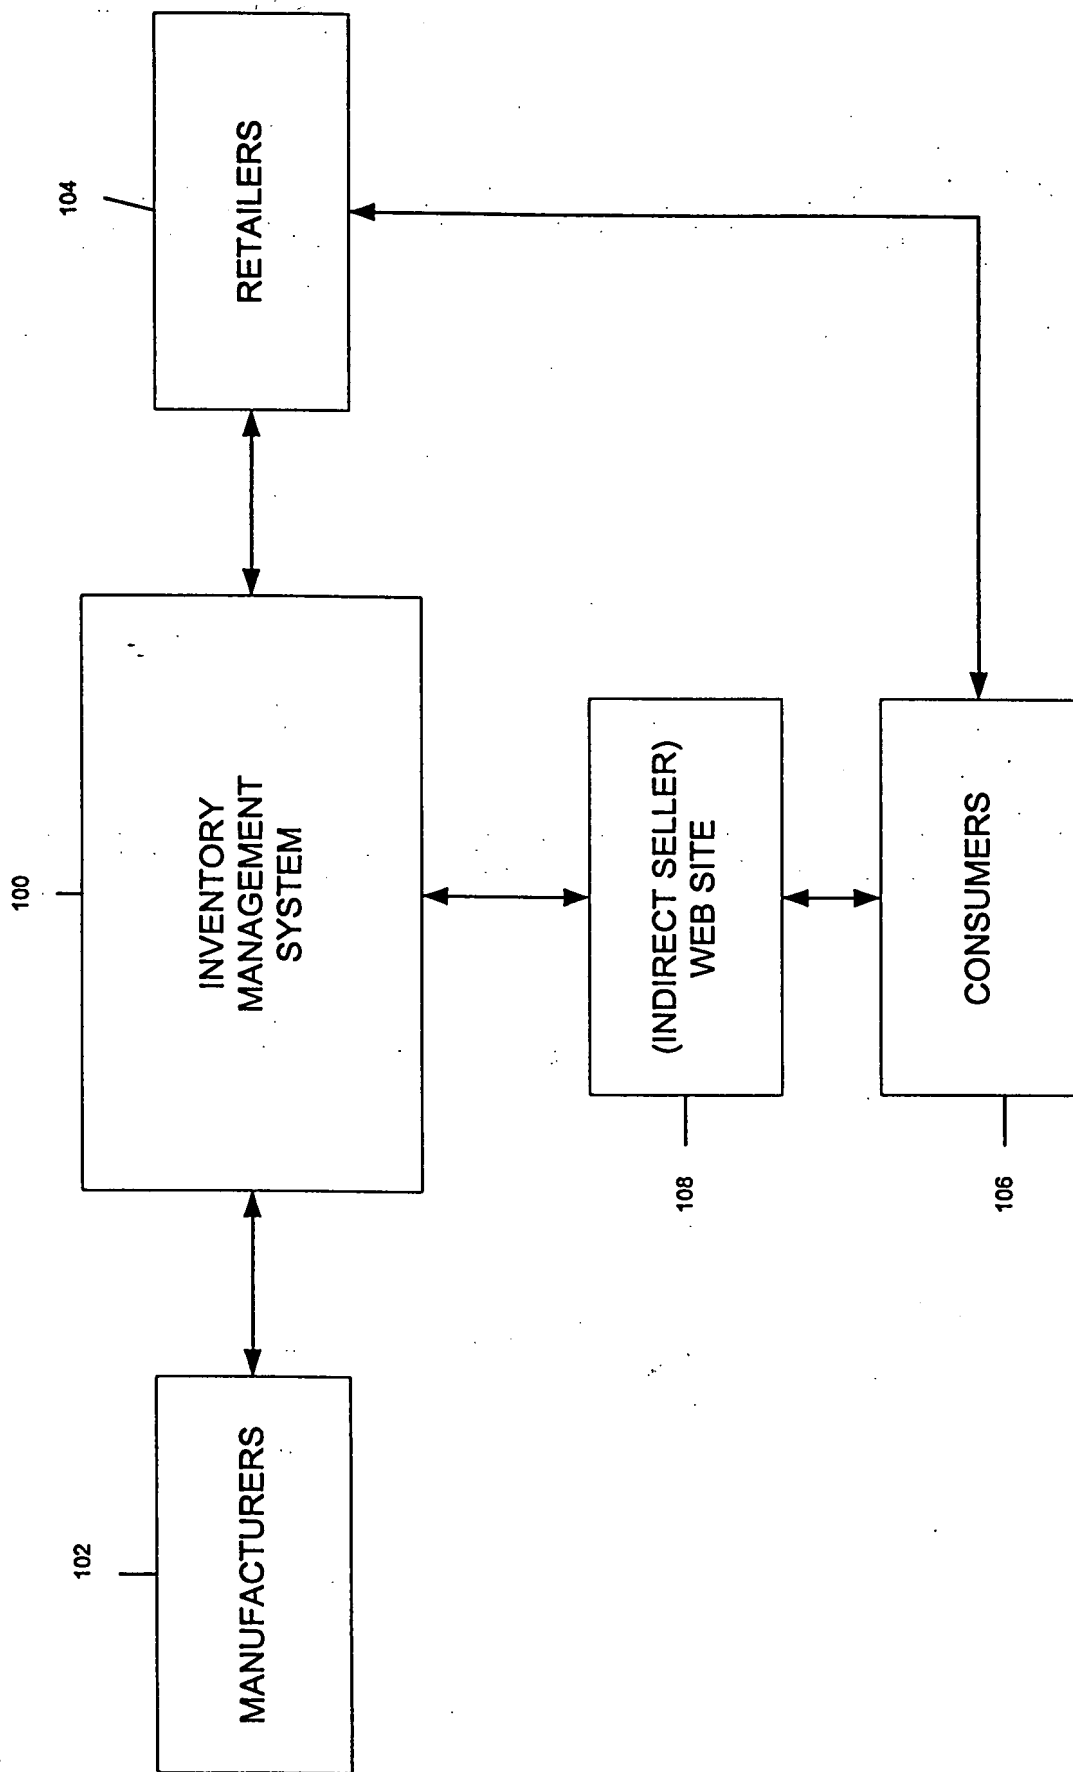 102
MANUFACTURERS
100
INVENTORY
MANAGEMENT
SYSTEM
104
RETAILERS
108
(INDIRECT SELLER)
WEB SITE
106
CONSUMERS